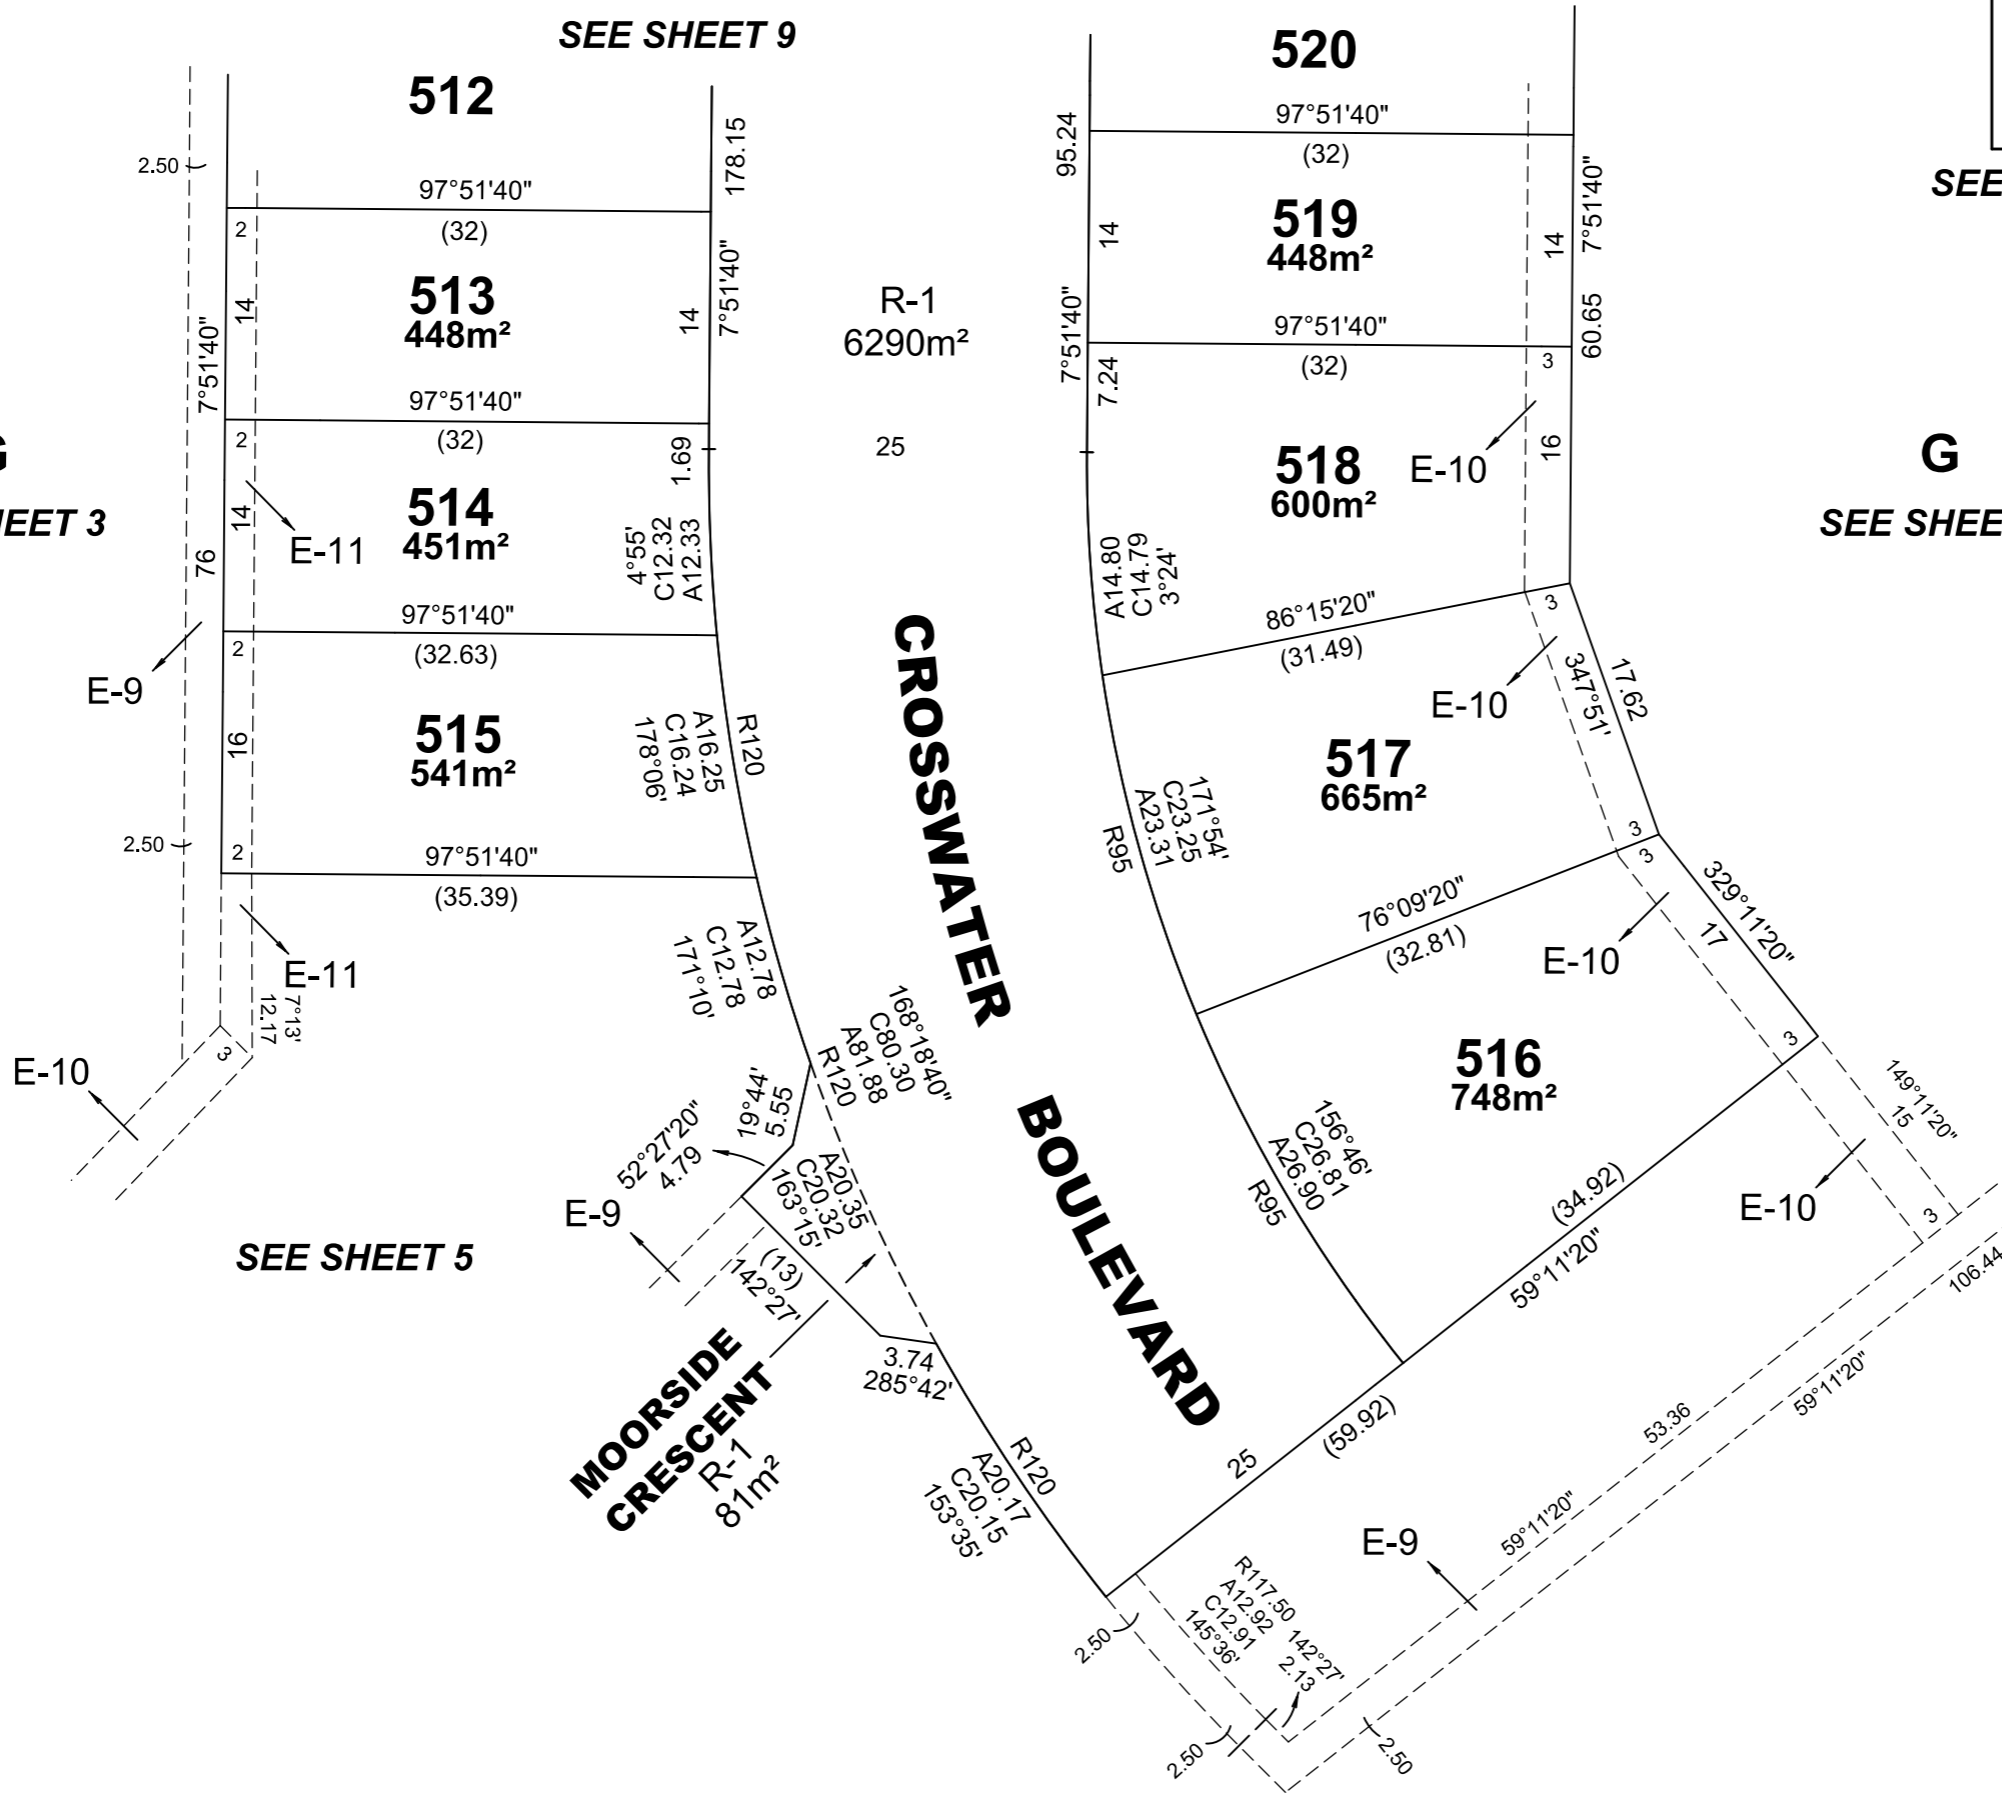 SEE SHEET 9
512
2.50
97°51'40"
(32)
178.15
2
513
448m²
14
14
7°51'40"
7°51'40"
97°51'40"
(32)
2
1.69
514
451m²
14
E-11
4°55'
C12.32
A12.33
76
97°51'40"
(32.63)
2
E-9
515
541m²
16
A16.25
C16.24
178°06'
R120
2.50
2
97°51'40"
(35.39)
A12.78
C12.78
171°10'
E-11
7°13'
12.17
3
E-10
G
EET 3
SEE SHEET 5
R-1
6290m²
25
CROSSWATER
BOULEVARD
520
95.24
97°51'40"
(32)
519
448m²
14
14
7°51'40"
7°51'40"
60.65
97°51'40"
(32)
3
7.24
518
600m²
E-10
16
A14.80
C14.79
3°24'
86°15'20"
(31.49)
3
E-10
347°51'
17.62
517
665m²
171°54'
C23.25
A23.31
R95
3
3
76°09'20"
(32.81)
329°11'20"
17
E-10
516
748m²
3
156°46'
C26.81
A26.90
R95
149°11'20"
15
E-10
3
(34.92)
59°11'20"
168°18'40"
C80.30
A81.88
R120
19°44'
5.55
52°27'20"
4.79
A20.35
C20.32
163°15'
E-9
(13)
142°27'
3.74
285°42'
MOORSIDE
CRESCENT
R-1
81m²
R120
A20.17
C20.15
153°35'
25
(59.92)
106.44
59°11'20"
53.36
59°11'20"
E-9
R117.50
A12.92
C12.91
145°36'
142°27'
2.13
2.50
2.50
2.50
SEE
G
SEE SHEE